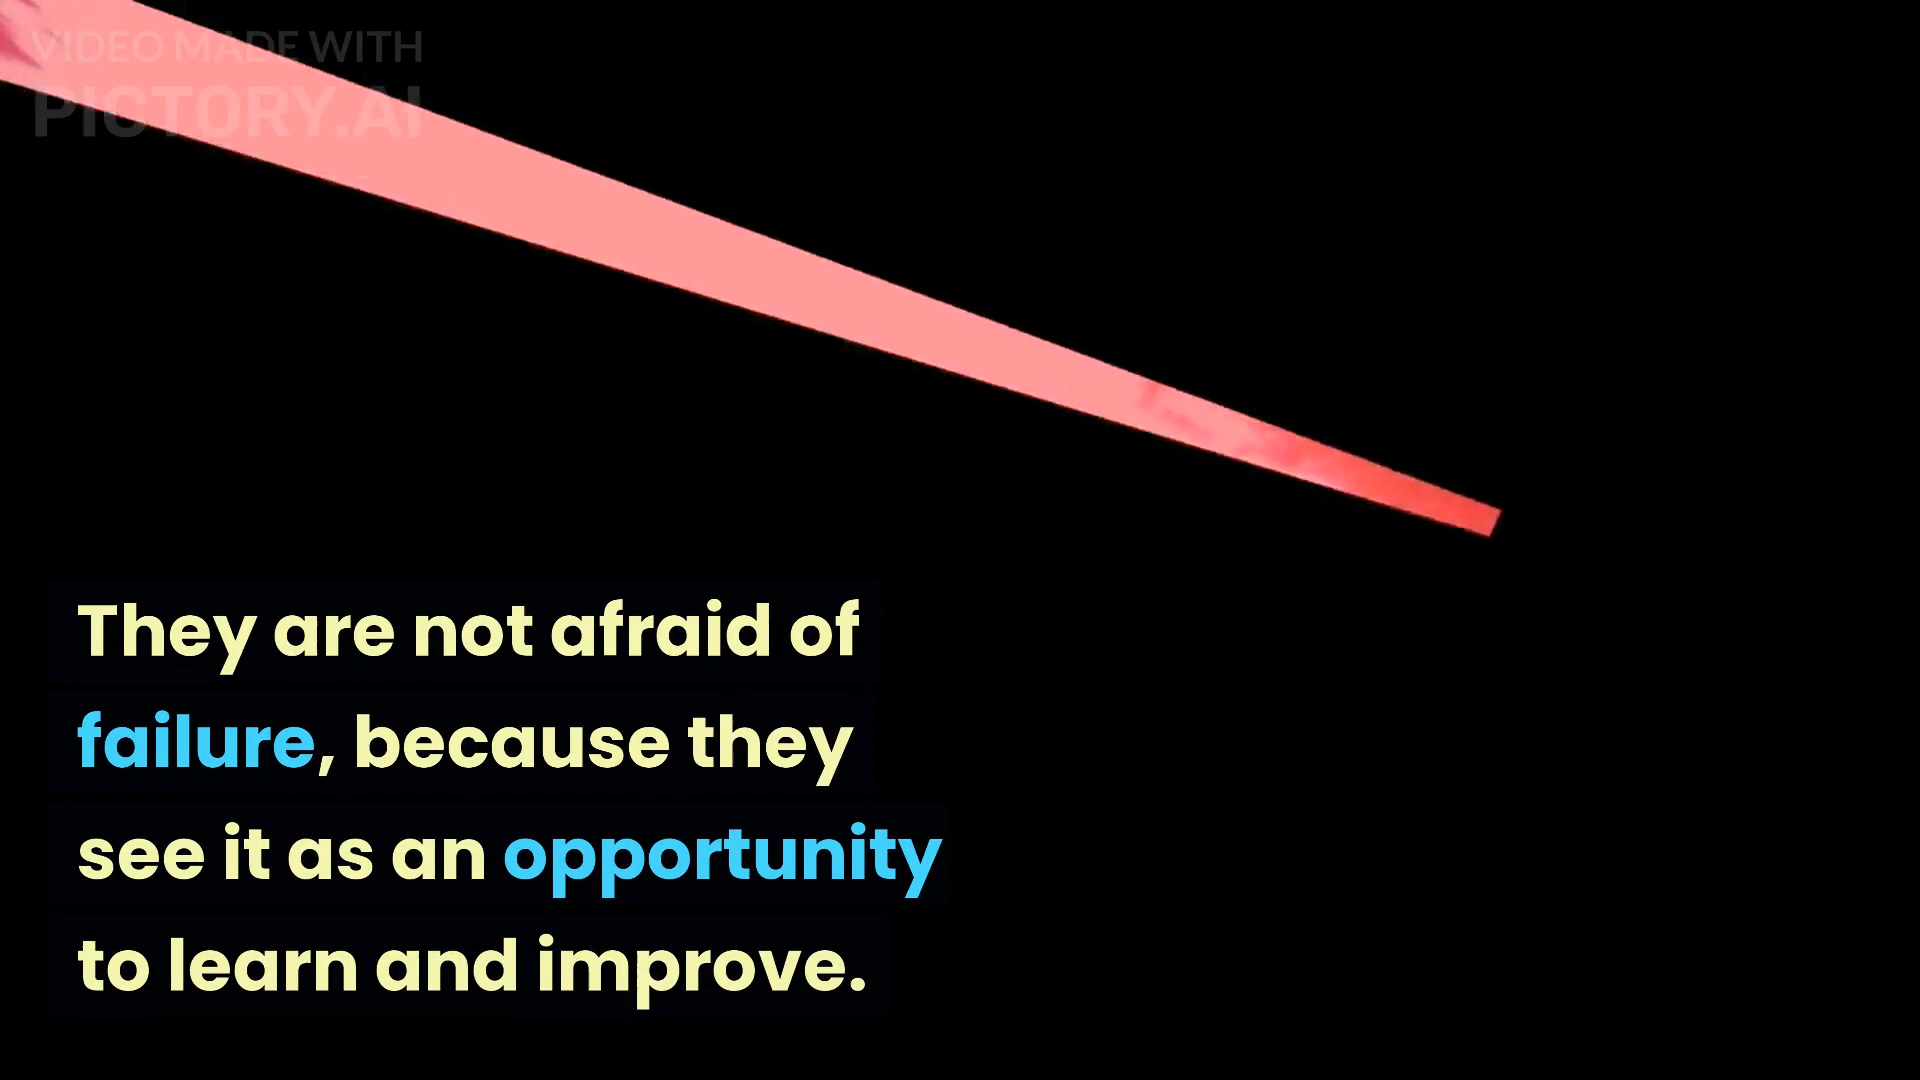 VIDEO MADE WITH
PICTORY.AI
They are not afraid of
failure, because they
see it as an opportunity
to learn and improve.